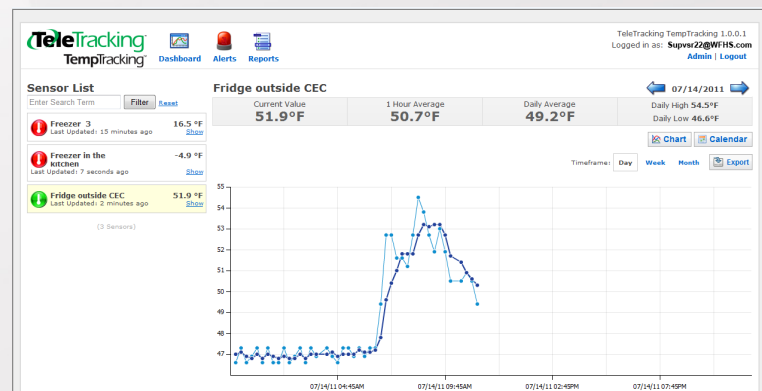 TeleTracking
TempTracking
Dashboard
Alerts
Reports
TeleTracking TempTracking 1.0.0.1
Logged in as: Supvsr22@WFHS.com
Admin | Logout
Sensor List
Enter Search Term
Filter
Reset
Freezer 3
16.5 °F
Last Updated: 15 minutes ago
Show
Freezer in the
-4.9 °F
Kitchen
Last Updated: 7 seconds ago
Show
Fridge outside CEC
51.9 °F
Last Updated: 2 minutes ago
Show
(3 Sensors)
Fridge outside CEC
07/14/2011
Current Value
51.9°F
1 Hour Average
50.7°F
Daily Average
49.2°F
Daily High 54.5°F
Daily Low 46.6°F
Chart
Calendar
Timeframe:
Day
Week
Month
Export
55
54
53
52
51
50
49
48
47
07/14/11 04:45AM
07/14/11 09:45AM
07/14/11 02:45PM
07/14/11 07:45PM